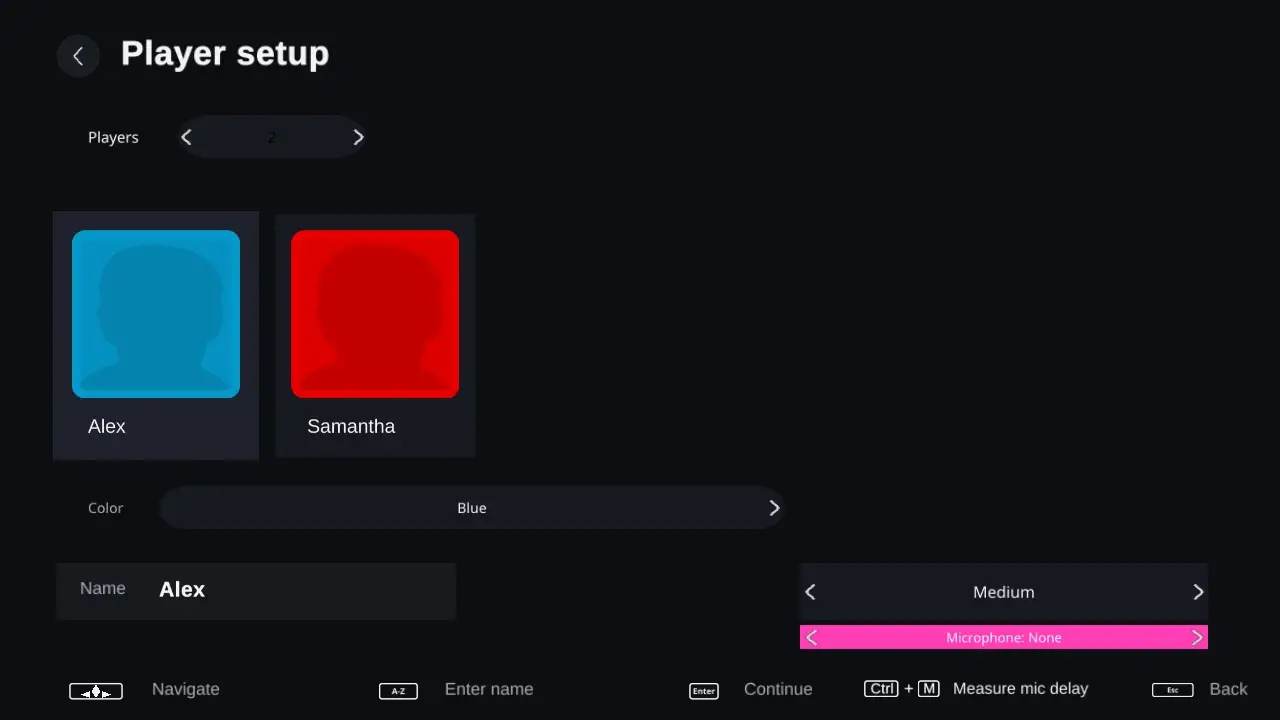 Player setup
Players 2
Alex
Samantha
Color Blue
Name Alex
Medium
Microphone: None
Navigate A-Z Enter name Enter Continue Ctrl + M Measure mic delay Esc Back